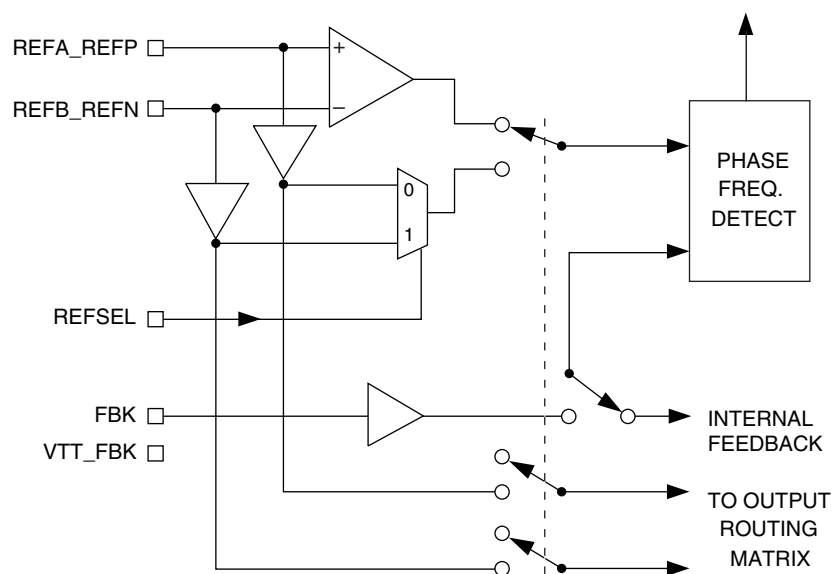 REFA_REFP
+
REFB_REFN
−
PHASE
FREQ.
DETECT
0
1
REFSEL
FBK
INTERNAL
FEEDBACK
VTT_FBK
TO OUTPUT
ROUTING
MATRIX